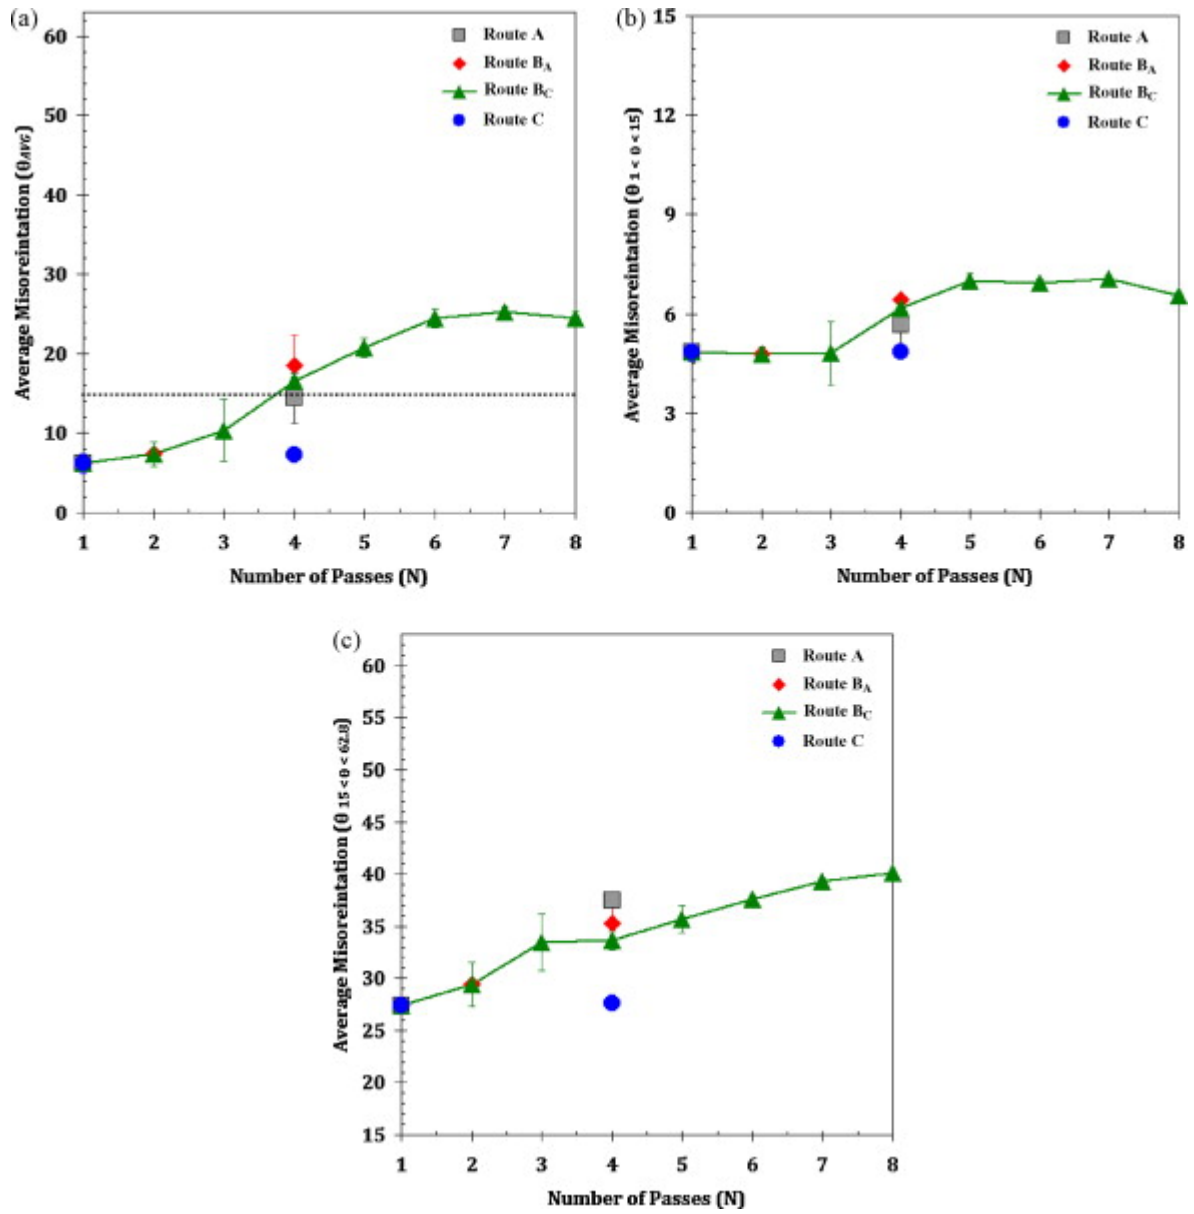 (a)
Average Misoreintation (θAVG)
60
50
40
30
20
10
0
Route A
Route BA
Route BC
Route C
1 2 3 4 5 6 7 8
Number of Passes (N)
(b)
Average Misoreintation (θ 1 < θ < 15)
15
12
9
6
3
0
Route A
Route BA
Route BC
Route C
1 2 3 4 5 6 7 8
Number of Passes (N)
(c)
Average Misoreintation (θ 15 < θ < 62.8)
60
55
50
45
40
35
30
25
20
15
Route A
Route BA
Route BC
Route C
1 2 3 4 5 6 7 8
Number of Passes (N)